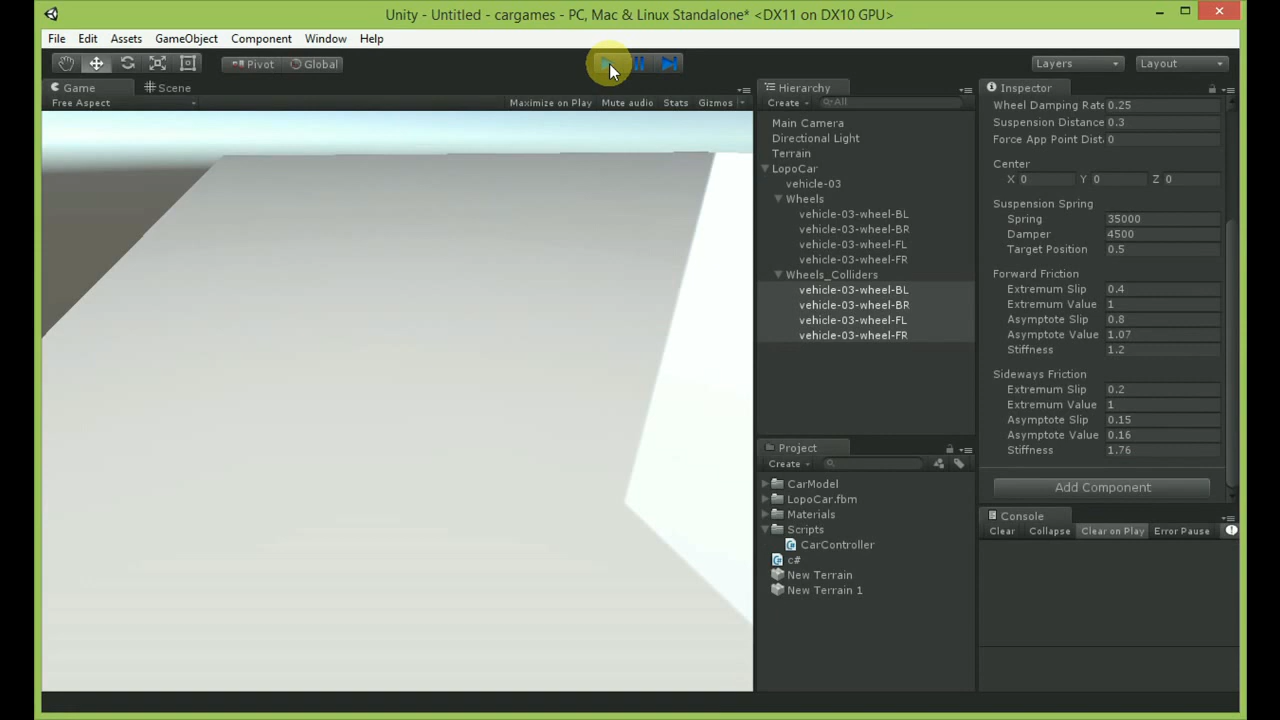 Unity - Untitled - cargames - PC, Mac & Linux Standalone* <DX11 on DX10 GPU>
File Edit Assets GameObject Component Window Help
Pivot Global Layers Layout
Game Scene
Free Aspect Maximize on Play Mute audio Stats Gizmos
Hierarchy
Create All
Main Camera
Directional Light
Terrain
LopoCar
vehicle-03
Wheels
vehicle-03-wheel-BL
vehicle-03-wheel-BR
vehicle-03-wheel-FL
vehicle-03-wheel-FR
Wheels_Colliders
vehicle-03-wheel-BL
vehicle-03-wheel-BR
vehicle-03-wheel-FL
vehicle-03-wheel-FR
Project
Create
CarModel
LopoCar.fbm
Materials
Scripts
CarController
c#
New Terrain
New Terrain 1
Inspector
Wheel Damping Rate 0.25
Suspension Distance 0.3
Force App Point Dist 0
Center
X 0 Y 0 Z 0
Suspension Spring
Spring 35000
Damper 4500
Target Position 0.5
Forward Friction
Extremum Slip 0.4
Extremum Value 1
Asymptote Slip 0.8
Asymptote Value 1.07
Stiffness 1.2
Sideways Friction
Extremum Slip 0.2
Extremum Value 1
Asymptote Slip 0.15
Asymptote Value 0.16
Stiffness 1.76
Add Component
Console
Clear Collapse Clear on Play Error Pause